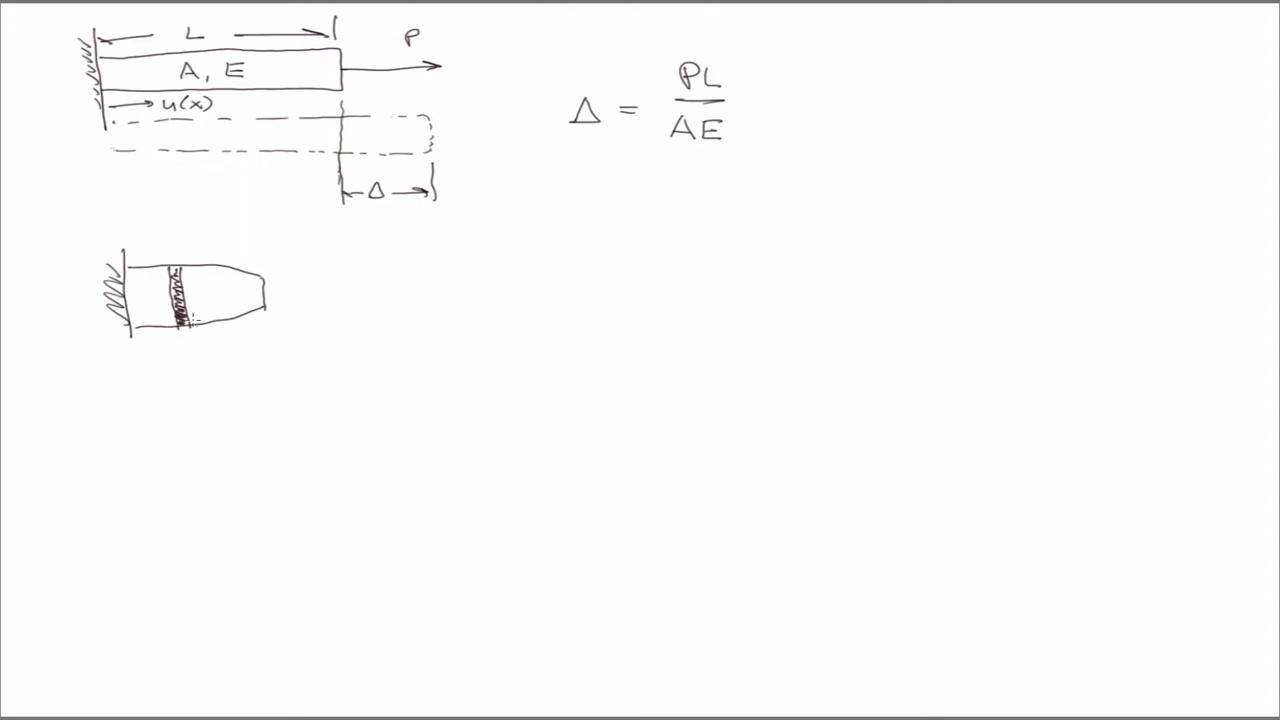 L
P
A, E
u(x)
Δ
Δ = PL
AE